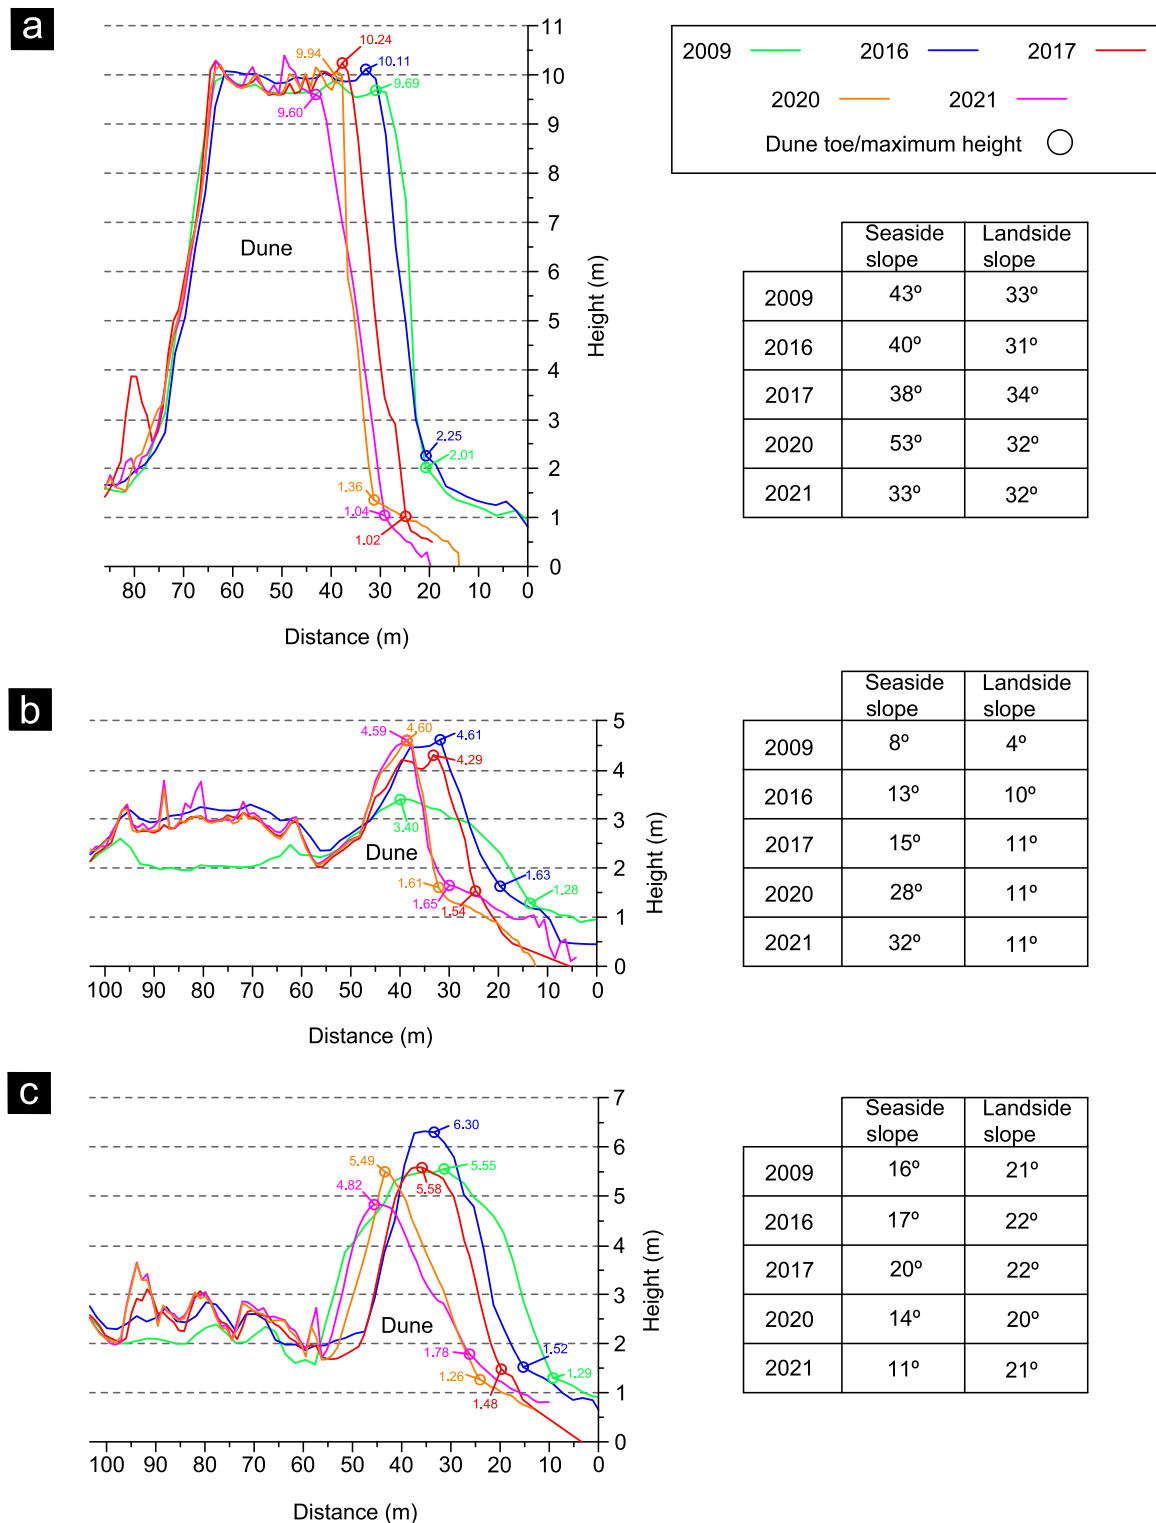 a
11
10
9
8
7
6
5
4
3
2
1
0
Height (m)
10.24
9.94
10.11
9.69
9.60
Dune
2.25
2.01
1.36
1.04
1.02
80 70 60 50 40 30 20 10 0
Distance (m)
2009 2016 2017
2020 2021
Dune toe/maximum height
Seaside slope Landside slope
2009 43º 33º
2016 40º 31º
2017 38º 34º
2020 53º 32º
2021 33º 32º
b
5
4
3
2
1
0
Height (m)
4.59 4.60 4.61
4.29
3.40
Dune
1.61
1.65
1.54
1.63
1.28
100 90 80 70 60 50 40 30 20 10 0
Distance (m)
Seaside slope Landside slope
2009 8º 4º
2016 13º 10º
2017 15º 11º
2020 28º 11º
2021 32º 11º
c
7
6
5
4
3
2
1
0
Height (m)
6.30
5.49
5.55
4.82
5.58
Dune
1.78
1.52
1.26
1.48
1.29
100 90 80 70 60 50 40 30 20 10 0
Distance (m)
Seaside slope Landside slope
2009 16º 21º
2016 17º 22º
2017 20º 22º
2020 14º 20º
2021 11º 21º